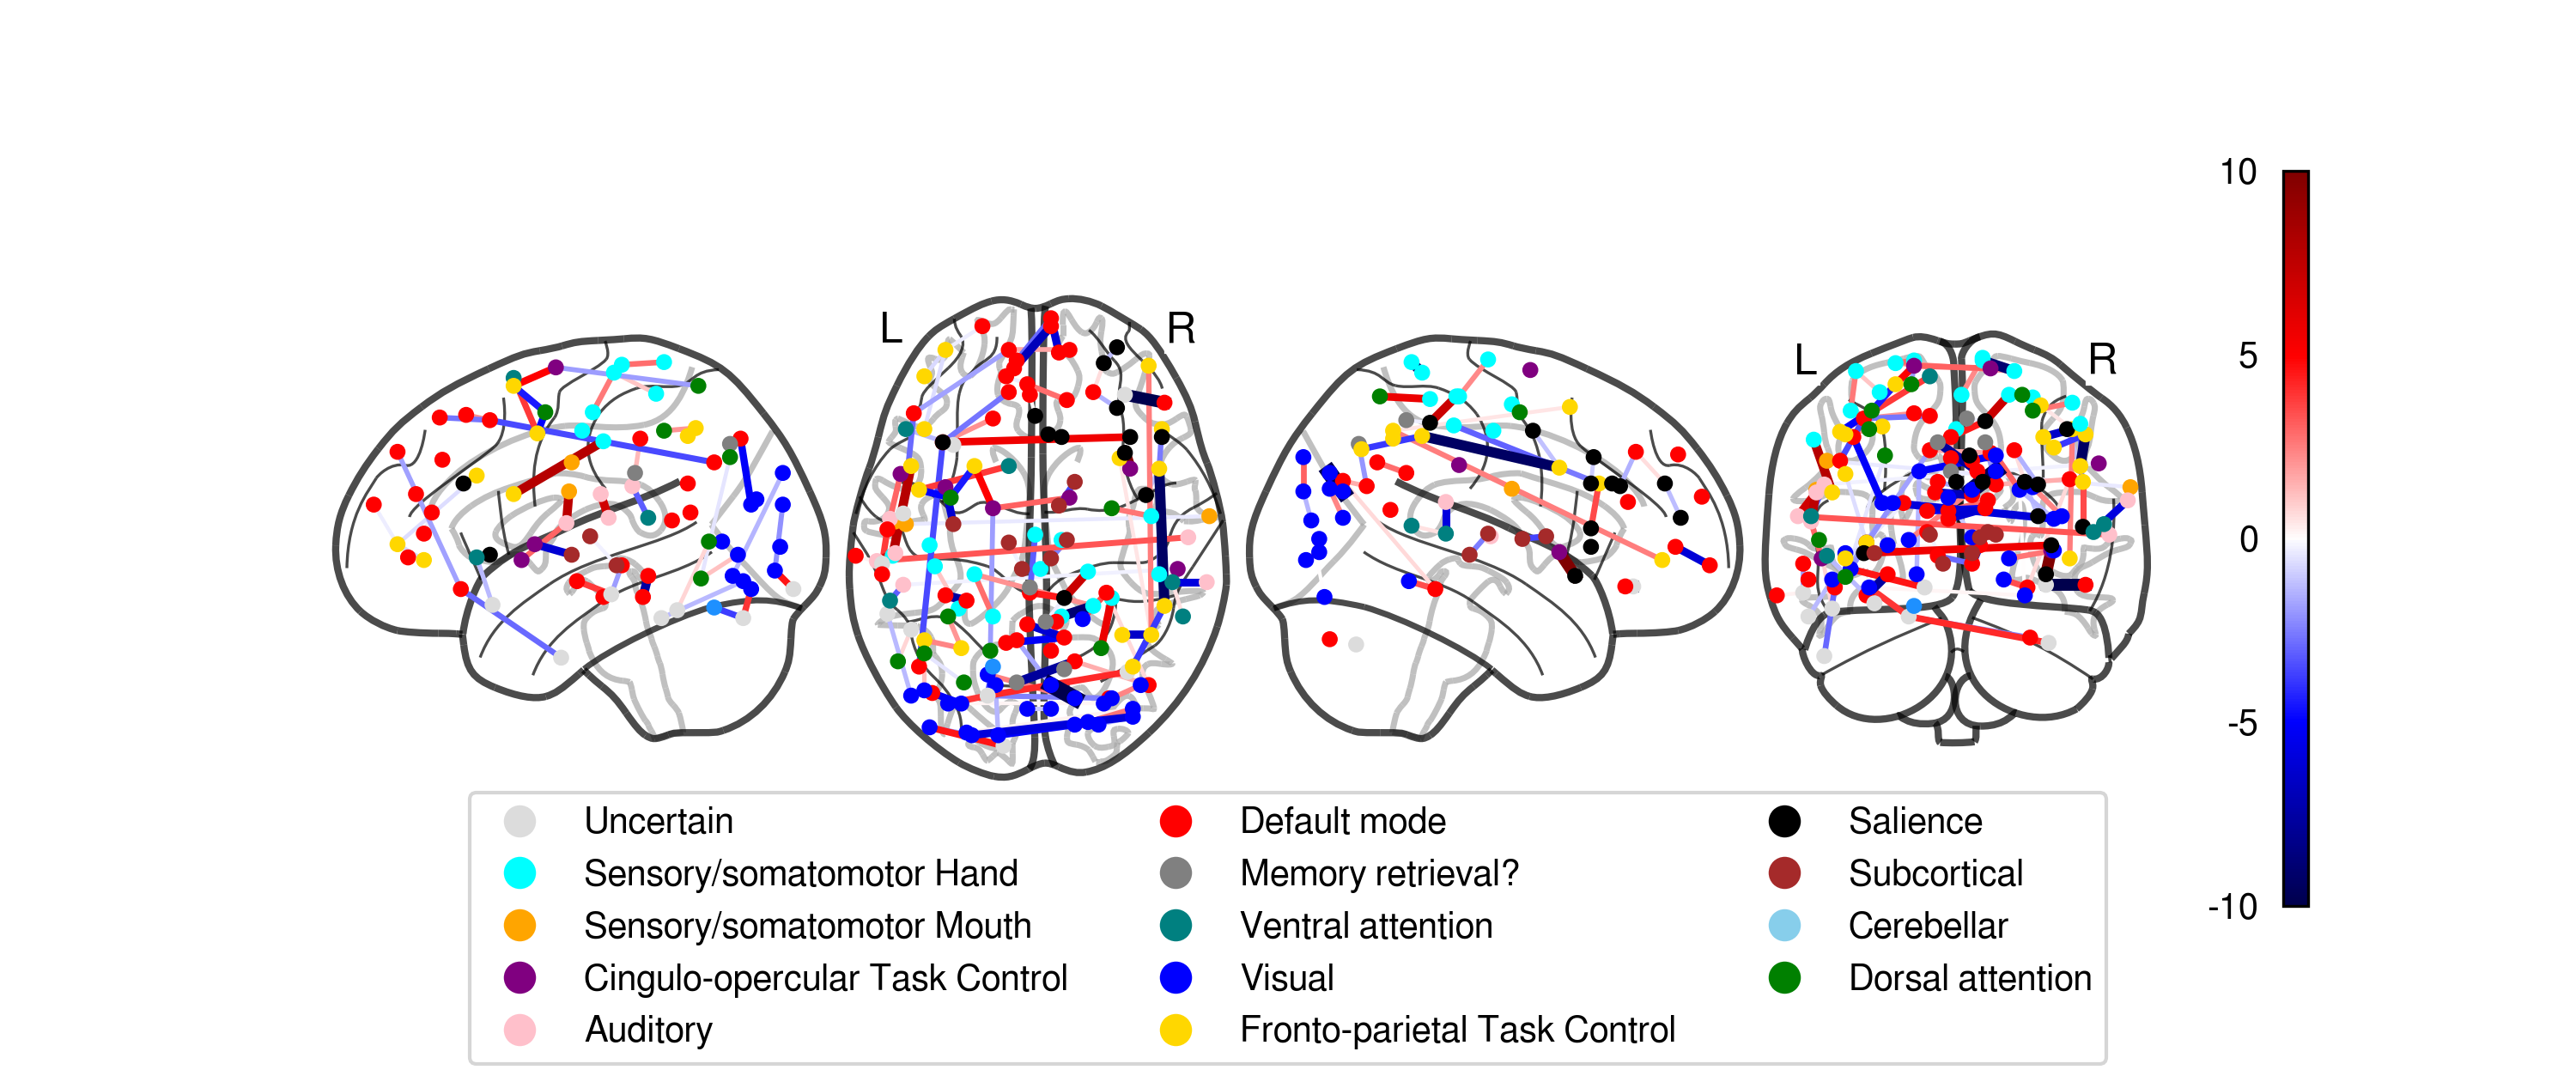 L
R
L
R
10
5
0
-5
-10
Uncertain
Sensory/somatomotor Hand
Sensory/somatomotor Mouth
Cingulo-opercular Task Control
Auditory
Default mode
Memory retrieval?
Ventral attention
Visual
Fronto-parietal Task Control
Salience
Subcortical
Cerebellar
Dorsal attention